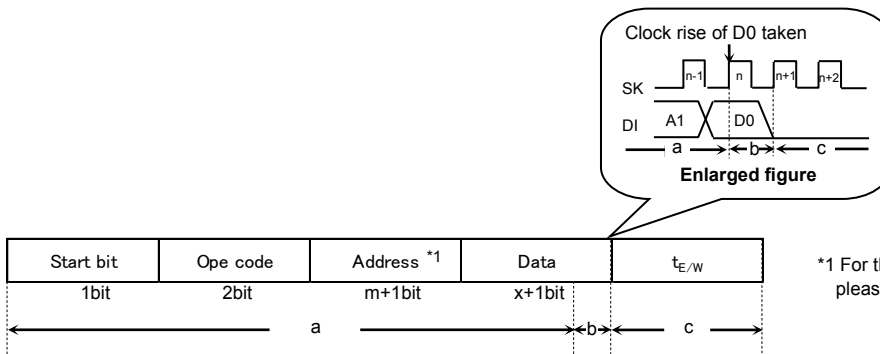 Clock rise of D0 taken
SK n-1 n n+1 n+2
DI A1 D0
a b c
Enlarged figure
Start bit Ope code Address *1 Data tE/W
1bit 2bit m+1bit x+1bit
a b c
*1 For th
pleas